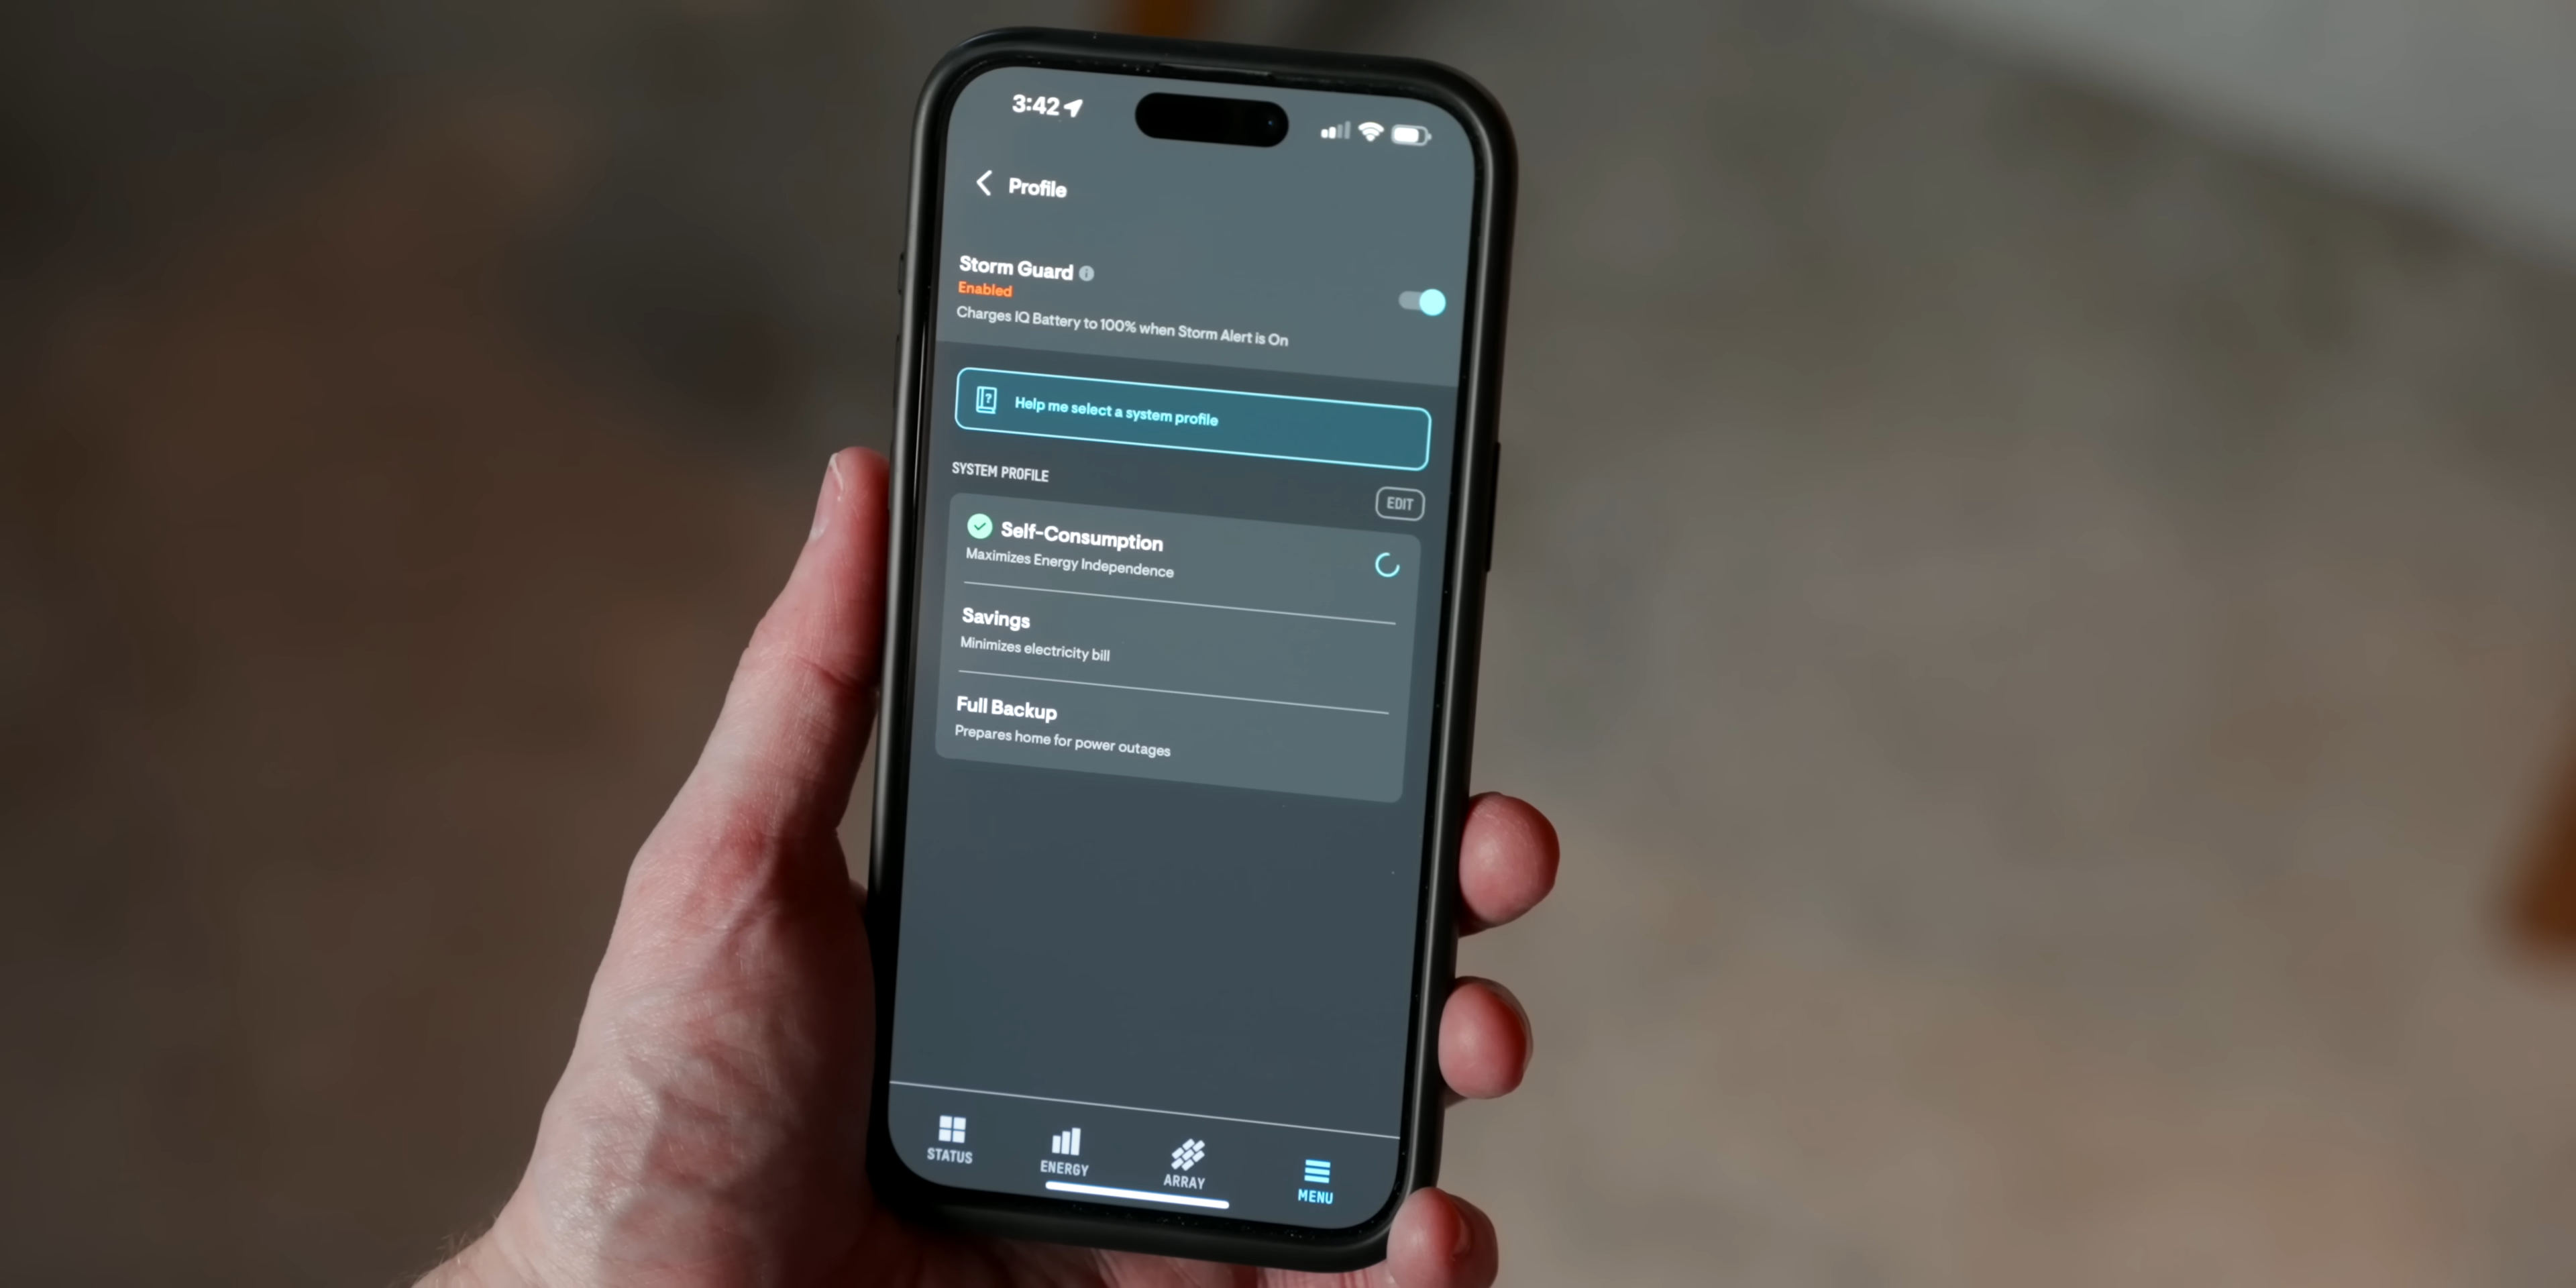 3:42
Profile
Storm Guard
Enabled
Charges IQ Battery to 100% when Storm Alert is On
Help me select a system profile
SYSTEM PROFILE
EDIT
Self-Consumption
Maximizes Energy Independence
Savings
Minimizes electricity bill
Full Backup
Prepares home for power outages
STATUS
ENERGY
ARRAY
MENU